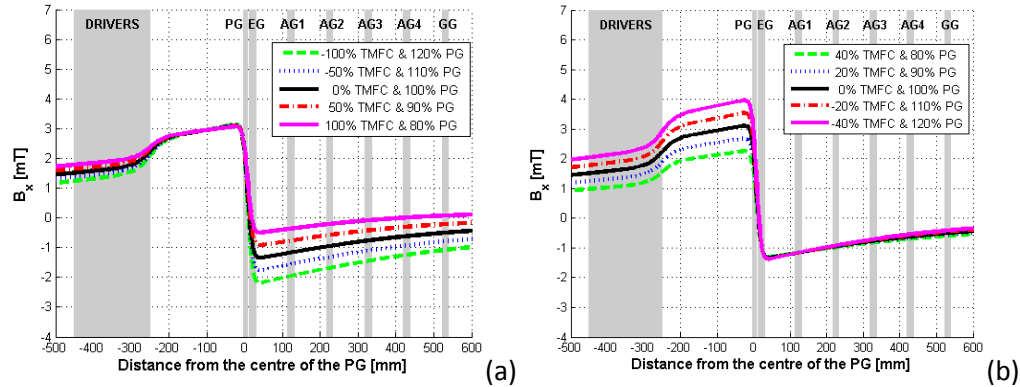 DRIVERS PG EG AG1 AG2 AG3 AG4 GG
-100% TMFC & 120% PG
-50% TMFC & 110% PG
0% TMFC & 100% PG
50% TMFC & 90% PG
100% TMFC & 80% PG
5
4
3
2
1
0
-1
-2
-3
-4
Bx [mT]
-500 -400 -300 -200 -100 0 100 200 300 400 500 600
Distance from the centre of the PG [mm]
(a)
DRIVERS PG EG AG1 AG2 AG3 AG4 GG
40% TMFC & 80% PG
20% TMFC & 90% PG
0% TMFC & 100% PG
-20% TMFC & 110% PG
-40% TMFC & 120% PG
7
6
5
4
3
2
1
0
-1
-2
-3
-4
Bx [mT]
-500 -400 -300 -200 -100 0 100 200 300 400 500 600
Distance from the centre of the PG [mm]
(b)